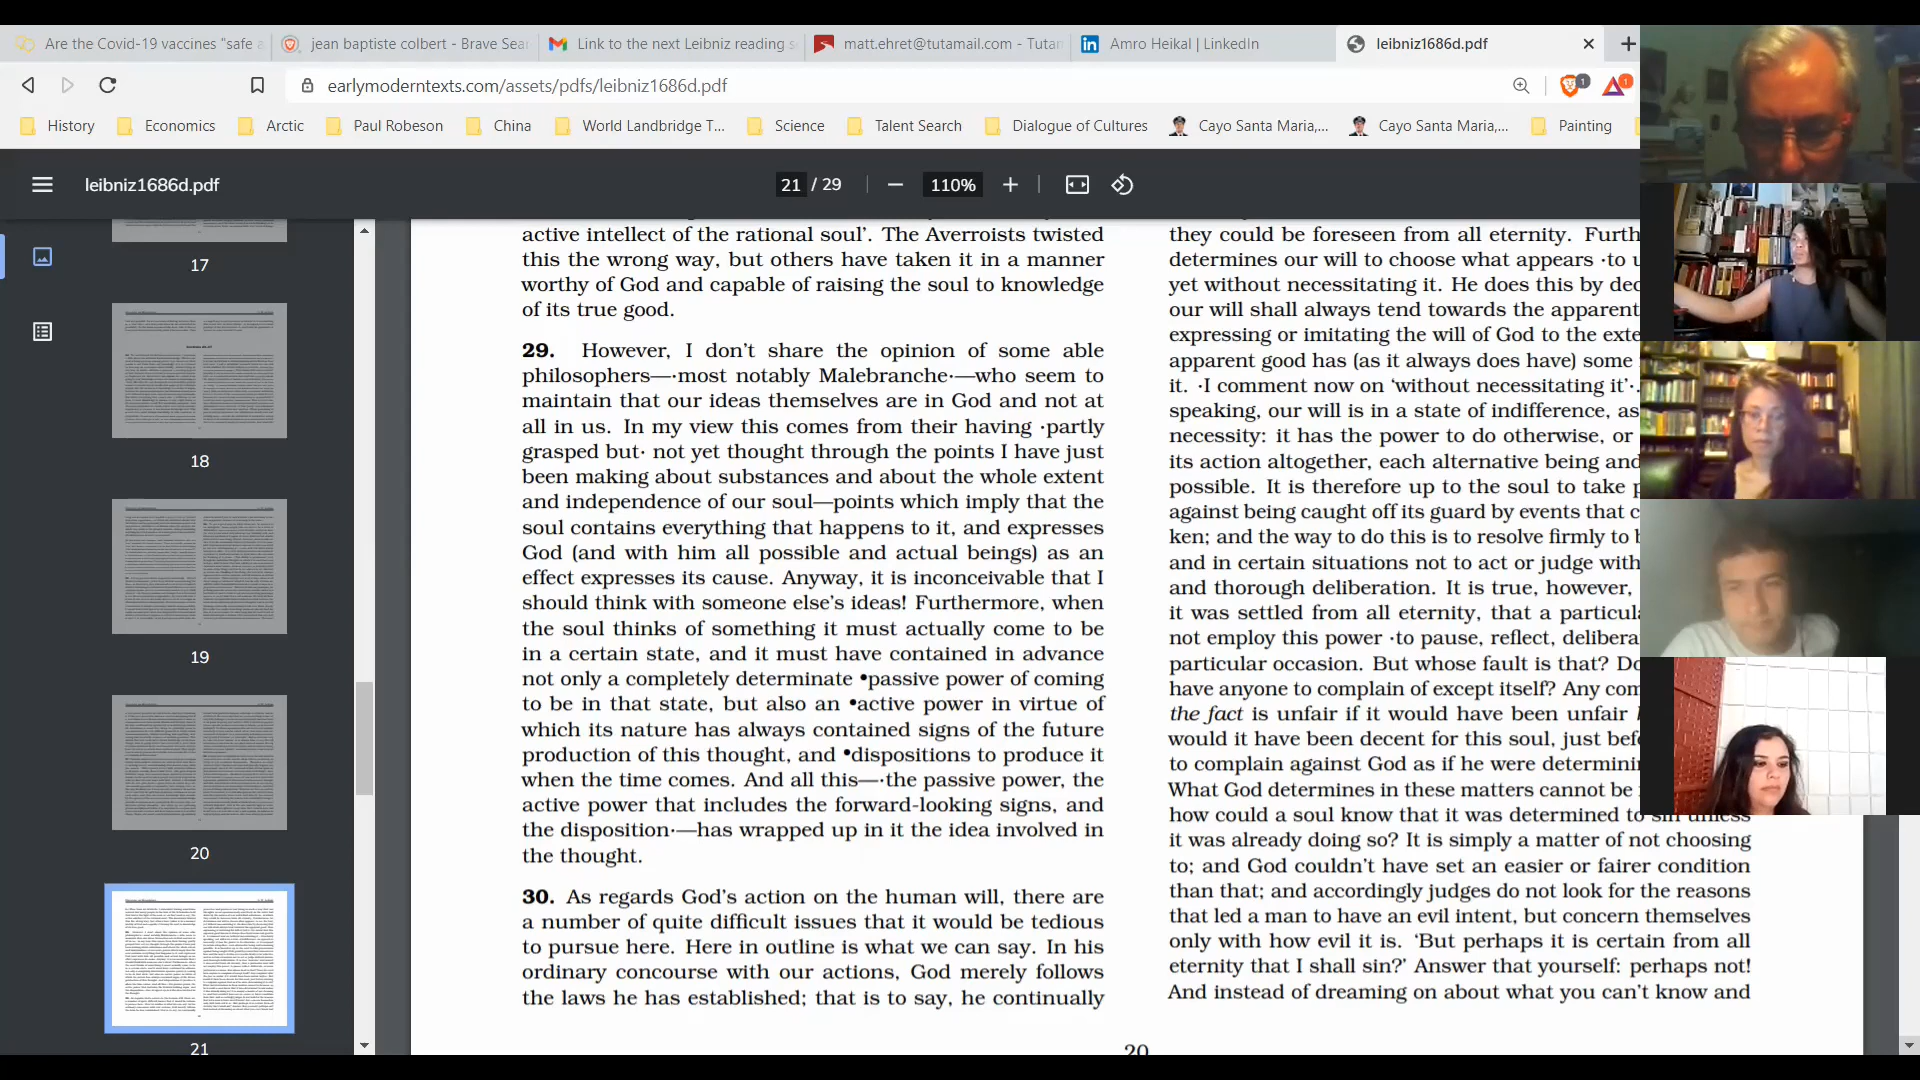 Are the Covid-19 vaccines "safe a
jean baptiste colbert - Brave Sear
Link to the next Leibniz reading s
matt.ehret@tutamail.com - Tutan
Amro Heikal | LinkedIn
leibniz1686d.pdf
earlymoderntexts.com/assets/pdfs/leibniz1686d.pdf
1
1
History
Economics
Arctic
Paul Robeson
China
World Landbridge T...
Science
Talent Search
Dialogue of Cultures
Cayo Santa Maria,...
Cayo Santa Maria,...
Painting
leibniz1686d.pdf
21 / 29
110%
17
18
19
20
21
active intellect of the rational soul'. The Averroists twisted
this the wrong way, but others have taken it in a manner
worthy of God and capable of raising the soul to knowledge
of its true good.
29. However, I don't share the opinion of some able
philosophers—·most notably Malebranche·—who seem to
maintain that our ideas themselves are in God and not at
all in us. In my view this comes from their having ·partly
grasped but· not yet thought through the points I have just
been making about substances and about the whole extent
and independence of our soul—points which imply that the
soul contains everything that happens to it, and expresses
God (and with him all possible and actual beings) as an
effect expresses its cause. Anyway, it is inconceivable that I
should think with someone else's ideas! Furthermore, when
the soul thinks of something it must actually come to be
in a certain state, and it must have contained in advance
not only a completely determinate •passive power of coming
to be in that state, but also an •active power in virtue of
which its nature has always contained signs of the future
production of this thought, and •dispositions to produce it
when the time comes. And all this—·the passive power, the
active power that includes the forward-looking signs, and
the disposition·—has wrapped up in it the idea involved in
the thought.
30. As regards God's action on the human will, there are
a number of quite difficult issues that it would be tedious
to pursue here. Here in outline is what we can say. In his
ordinary concourse with our actions, God merely follows
the laws he has established; that is to say, he continually
they could be foreseen from all eternity. Furth
determines our will to choose what appears ·to u
yet without necessitating it. He does this by dec
our will shall always tend towards the apparent
expressing or imitating the will of God to the exte
apparent good has (as it always does have) some
it. ·I comment now on 'without necessitating it'·.
speaking, our will is in a state of indifference, as
necessity: it has the power to do otherwise, or
its action altogether, each alternative being and
possible. It is therefore up to the soul to take p
against being caught off its guard by events that c
ken; and the way to do this is to resolve firmly to b
and in certain situations not to act or judge with
and thorough deliberation. It is true, however,
it was settled from all eternity, that a particula
not employ this power ·to pause, reflect, delibera
particular occasion. But whose fault is that? Do
have anyone to complain of except itself? Any com
the fact is unfair if it would have been unfair
would it have been decent for this soul, just befo
to complain against God as if he were determinin
What God determines in these matters cannot be
how could a soul know that it was determined to sin unless
it was already doing so? It is simply a matter of not choosing
to; and God couldn't have set an easier or fairer condition
than that; and accordingly judges do not look for the reasons
that led a man to have an evil intent, but concern themselves
only with how evil it is. 'But perhaps it is certain from all
eternity that I shall sin?' Answer that yourself: perhaps not!
And instead of dreaming on about what you can't know and
20